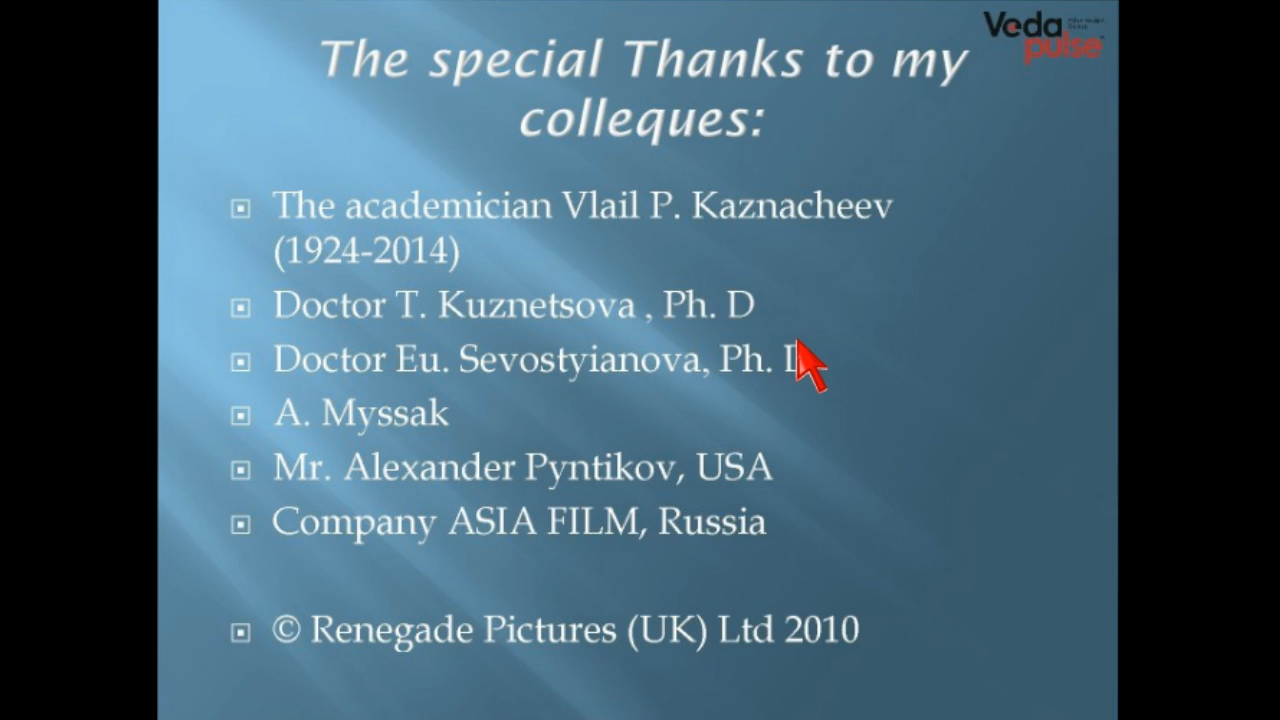 Veda
pulse
The special Thanks to my
colleques:
The academician Vlail P. Kaznacheev
(1924-2014)
Doctor T. Kuznetsova , Ph. D
Doctor Eu. Sevostyianova, Ph. D
A. Myssak
Mr. Alexander Pyntikov, USA
Company ASIA FILM, Russia
© Renegade Pictures (UK) Ltd 2010